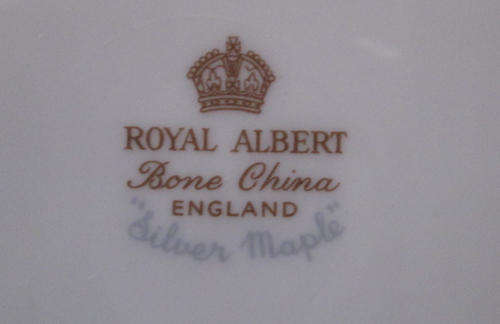 ROYAL ALBERT
Bone China
ENGLAND
"Silver Maple"